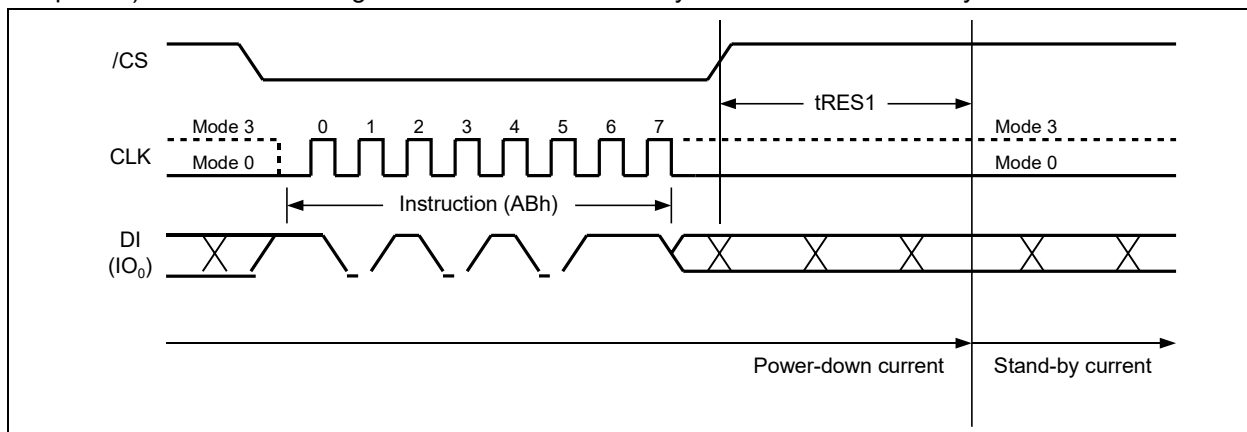 /CS
tRES1
Mode 3 0 1 2 3 4 5 6 7 Mode 3
CLK
Mode 0 Mode 0
Instruction (ABh)
DI
(IO₀)
Power-down current Stand-by current